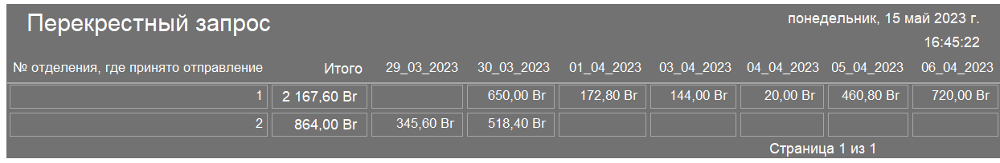 Перекрестный запрос
понедельник, 15 май 2023 г.
16:45:22
№ отделения, где принято отправление Итого 29_03_2023 30_03_2023 01_04_2023 03_04_2023 04_04_2023 05_04_2023 06_04_2023
1 2 167,60 Br 650,00 Br 172,80 Br 144,00 Br 20,00 Br 460,80 Br 720,00 Br
2 864,00 Br 345,60 Br 518,40 Br
Страница 1 из 1